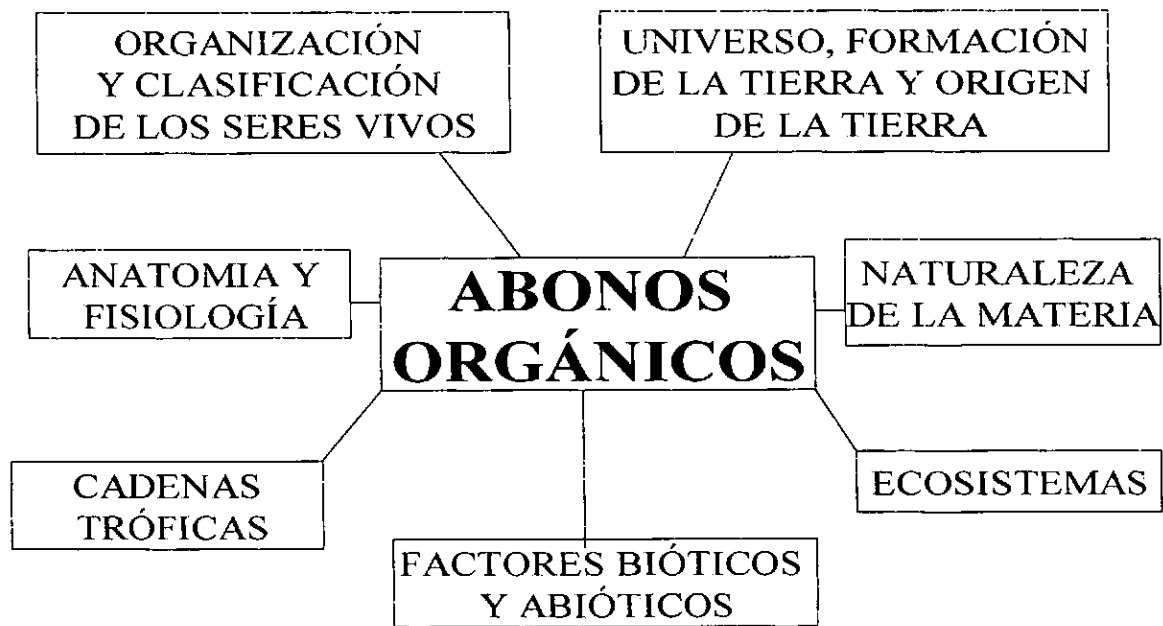 ORGANIZACIÓN
Y CLASIFICACIÓN
DE LOS SERES VIVOS
UNIVERSO, FORMACIÓN
DE LA TIERRA Y ORIGEN
DE LA TIERRA
ANATOMIA Y
FISIOLOGÍA
ABONOS
ORGÁNICOS
NATURALEZA
DE LA MATERIA
CADENAS
TRÓFICAS
ECOSISTEMAS
FACTORES BIÓTICOS
Y ABIÓTICOS